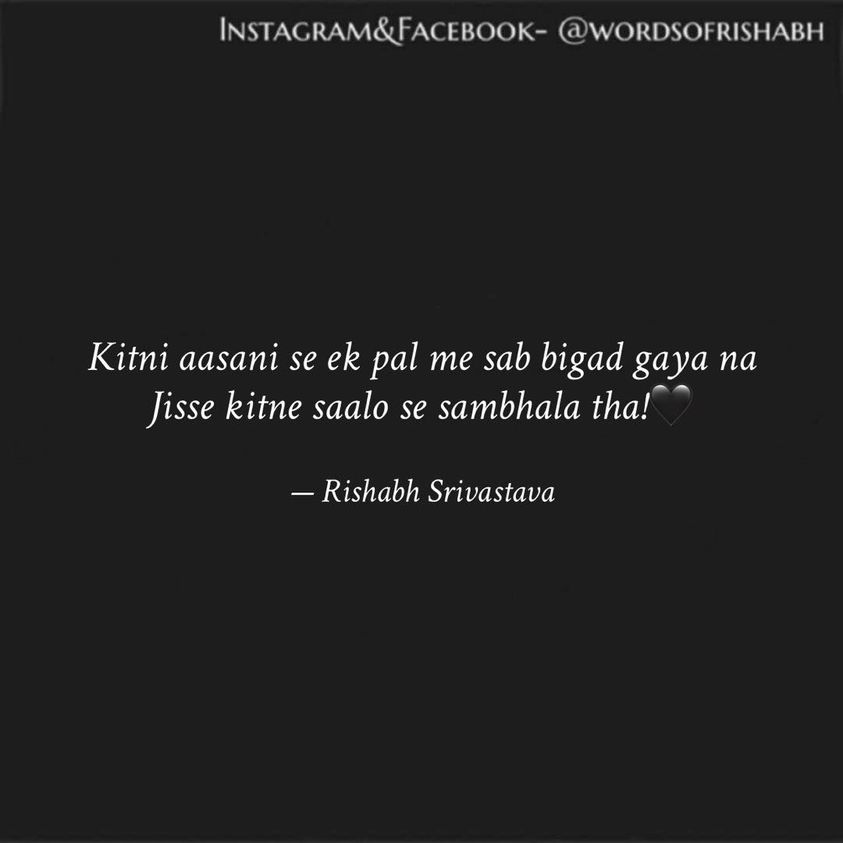 Instagram&Facebook- @wordsofrishabh
Kitni aasani se ek pal me sab bigad gaya na
Jisse kitne saalo se sambhala tha!🖤
— Rishabh Srivastava